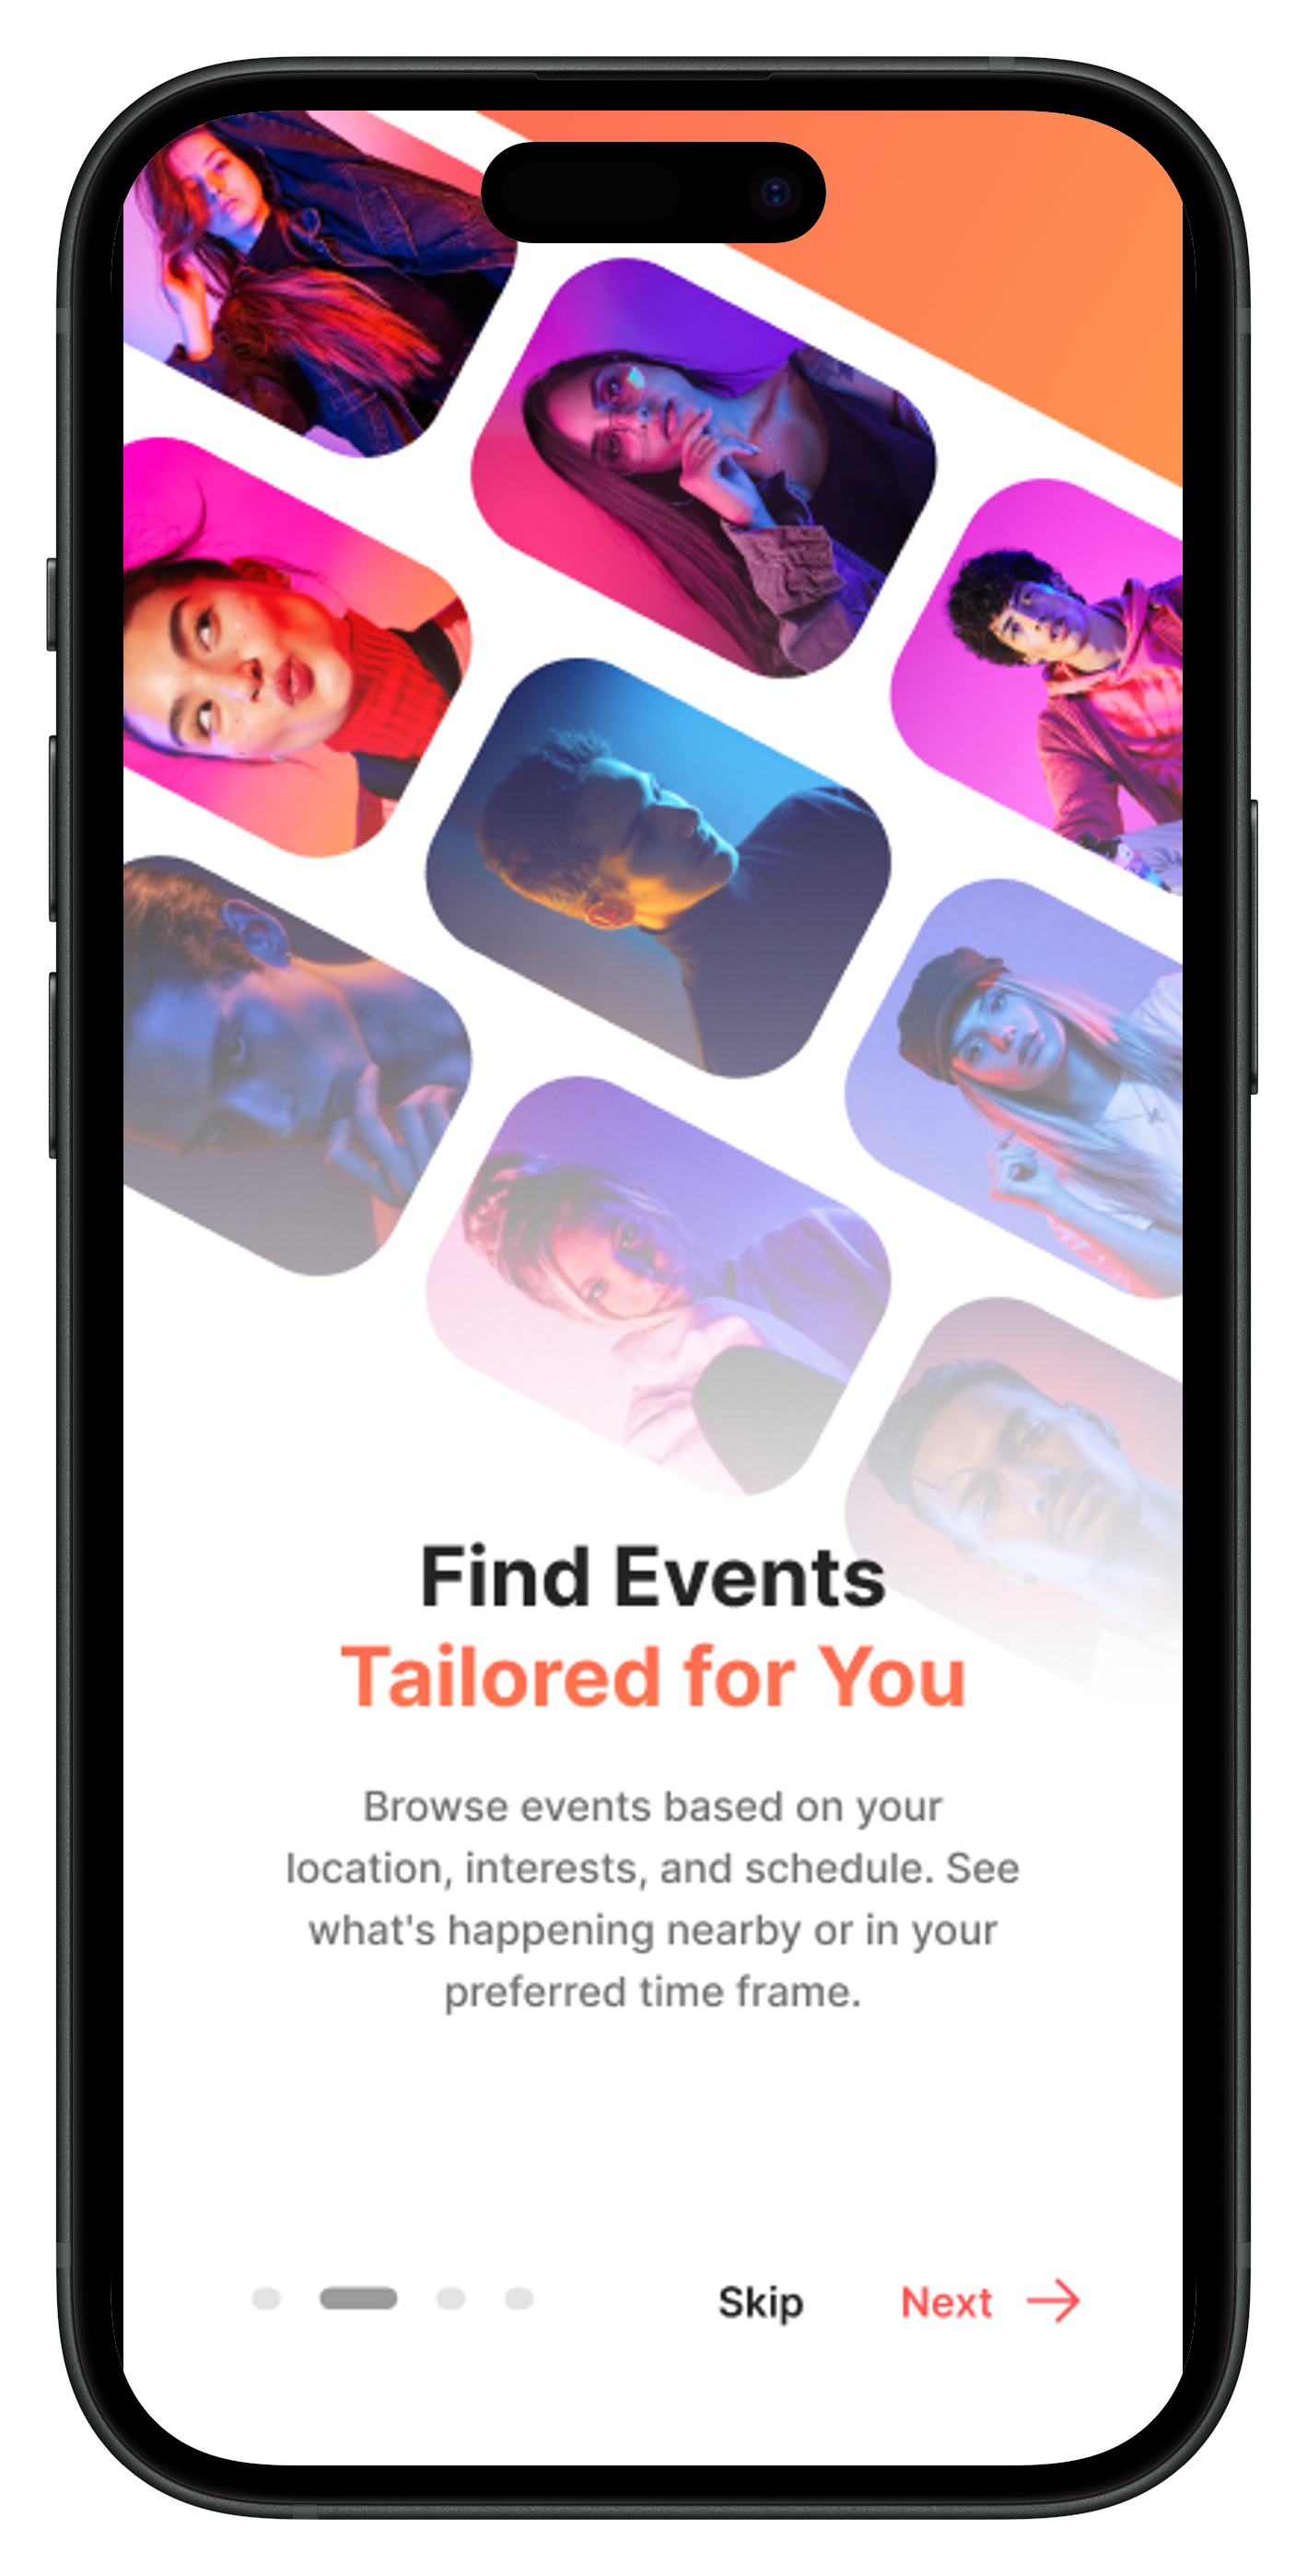 Find Events
Tailored for You
Browse events based on your
location, interests, and schedule. See
what's happening nearby or in your
preferred time frame.
Skip Next